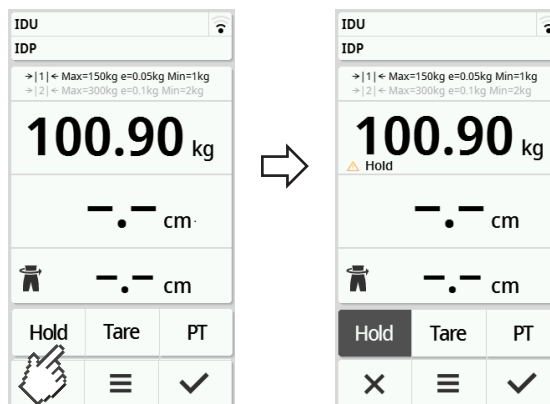 IDU
IDP
→|1|← Max=150kg e=0.05kg Min=1kg
→|2|← Max=300kg e=0.1kg Min=2kg
100.90 kg
–.– cm
–.– cm
Hold Tare PT
IDU
IDP
→|1|← Max=150kg e=0.05kg Min=1kg
→|2|← Max=300kg e=0.1kg Min=2kg
100.90 kg
Hold
–.– cm
–.– cm
Hold Tare PT